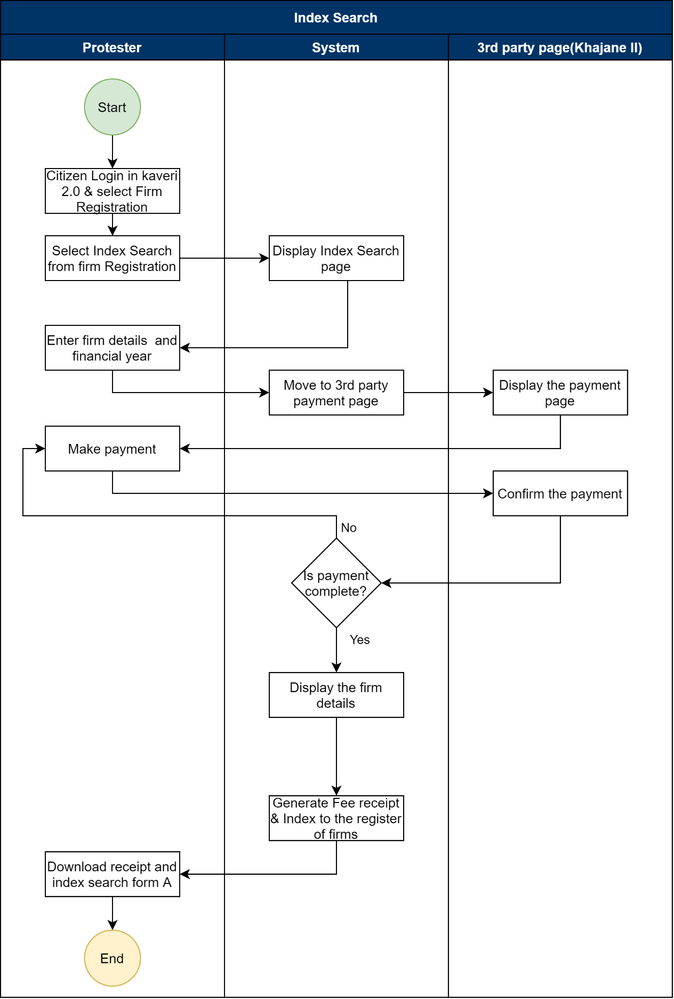 Index Search
Protester
System
3rd party page(Khajane II)
Start
Citizen Login in kaveri
2.0 & select Firm
Registration
Select Index Search
from firm Registration
Display Index Search
page
Enter firm details  and
financial year
Move to 3rd party
payment page
Display the payment
page
Make payment
Confirm the payment
No
Is payment
complete?
Yes
Display the firm
details
Generate Fee receipt
& Index to the register
of firms
Download receipt and
index search form A
End